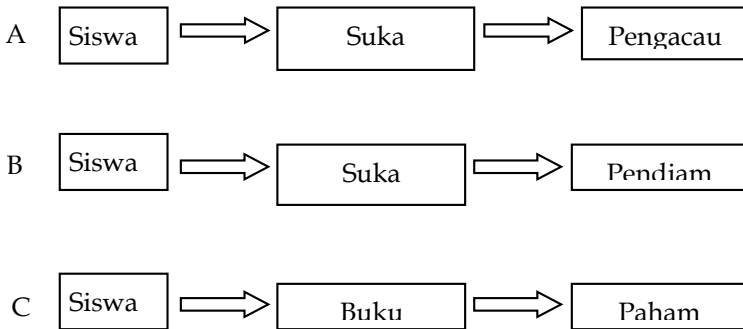 A Siswa Suka Pengacau
B Siswa Suka Pendiam
C Siswa Buku Paham